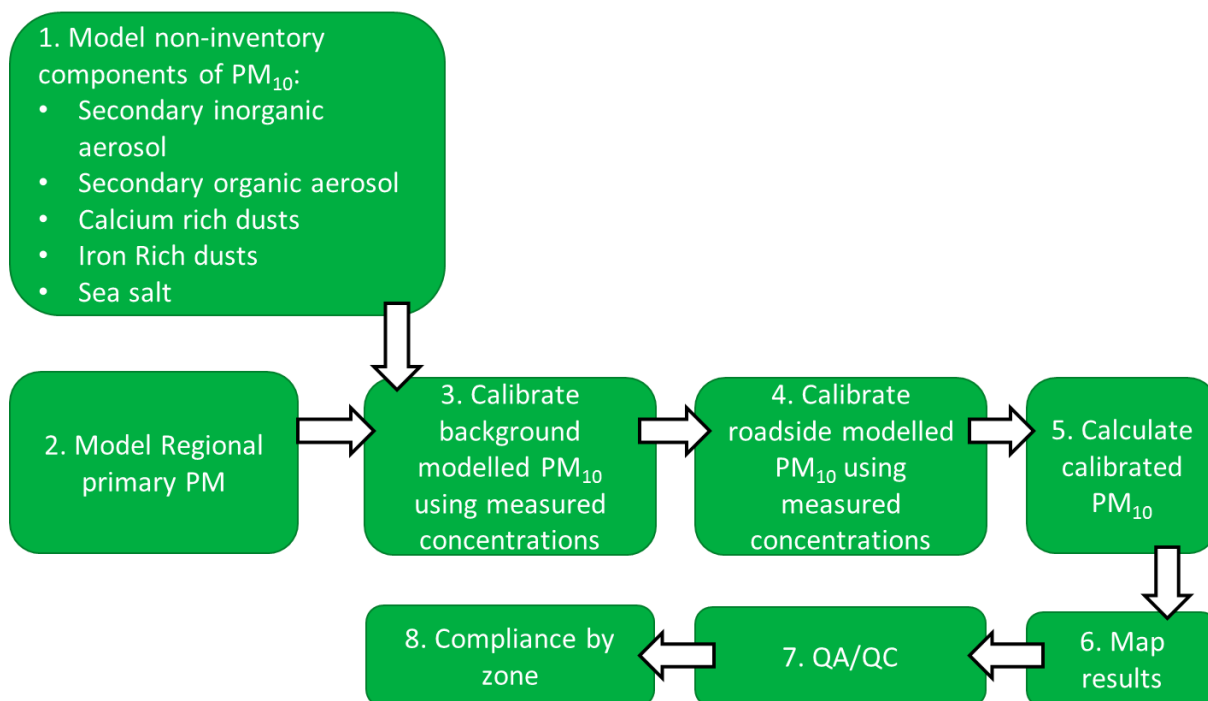 1. Model non-inventory
components of PM₁₀:
• Secondary inorganic
aerosol
• Secondary organic aerosol
• Calcium rich dusts
• Iron Rich dusts
• Sea salt
2. Model Regional
primary PM
3. Calibrate
background
modelled PM₁₀
using measured
concentrations
4. Calibrate
roadside modelled
PM₁₀ using
measured
concentrations
5. Calculate
calibrated
PM₁₀
6. Map
results
7. QA/QC
8. Compliance by
zone